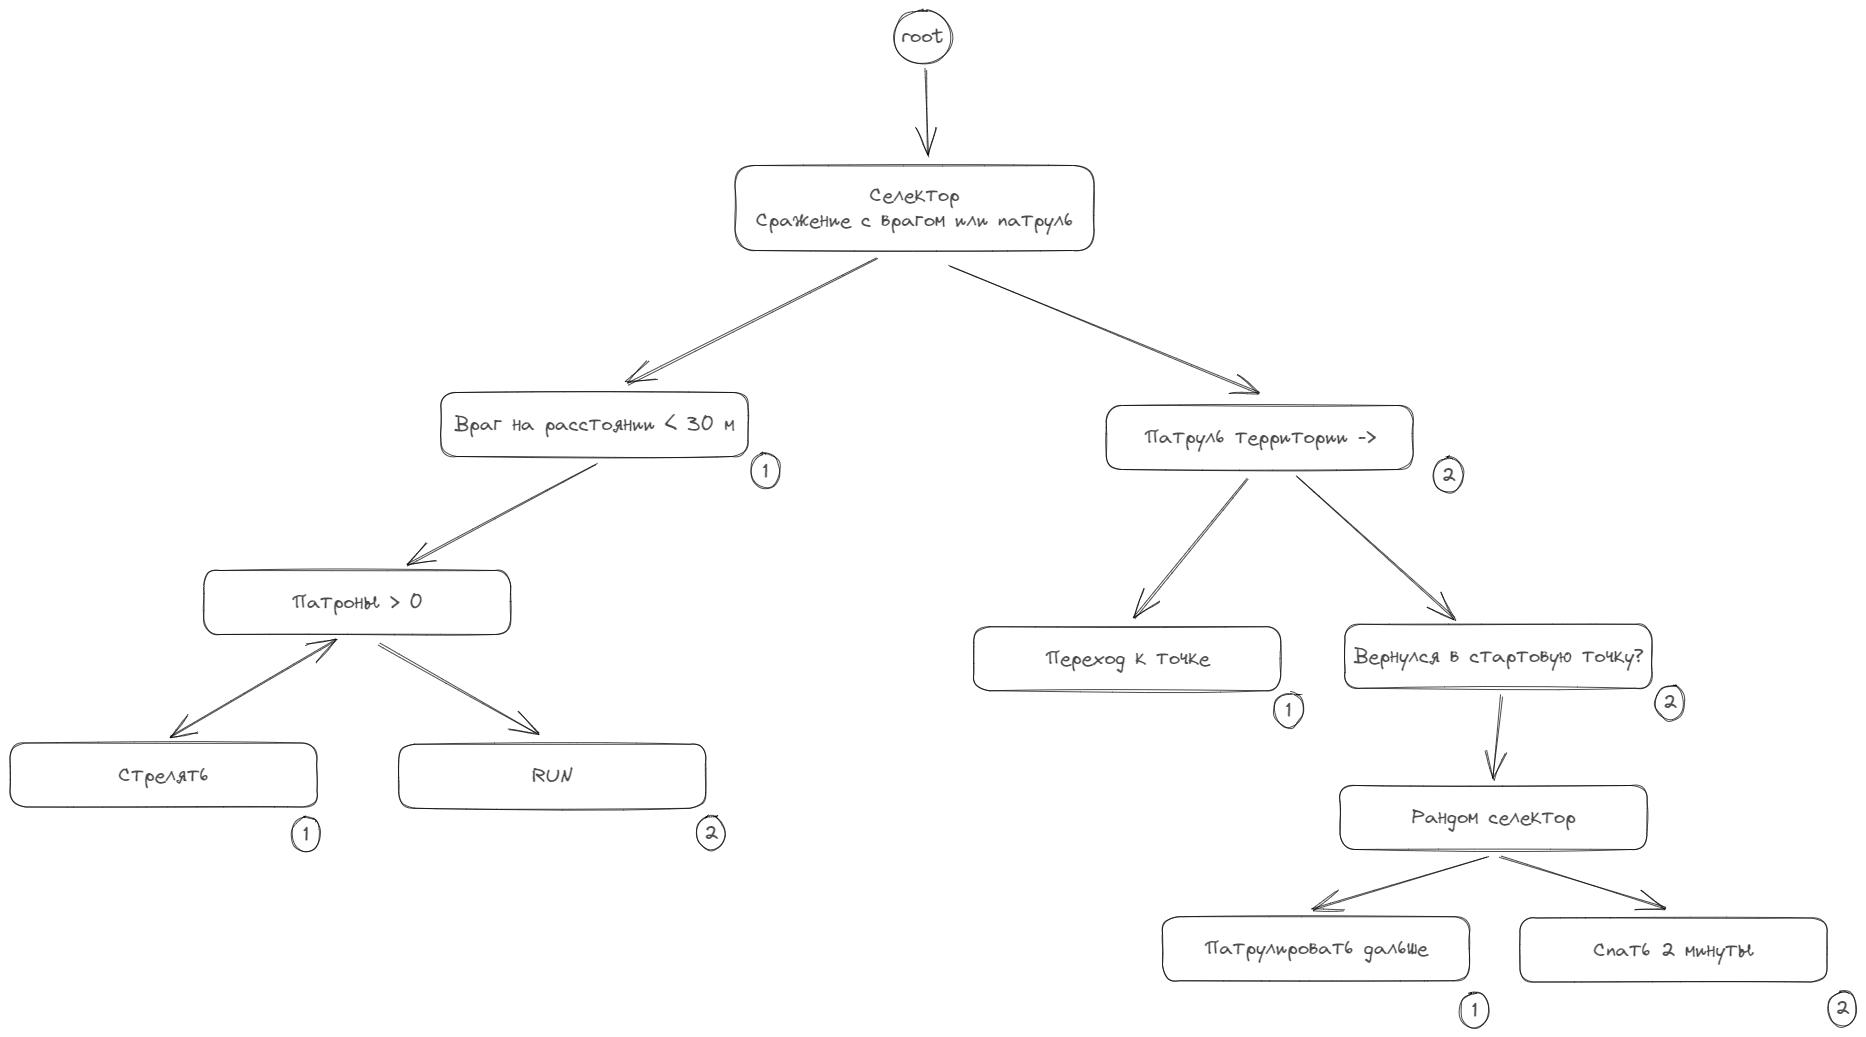 root
Селектор
Сражение с врагом или патруль
Враг на расстоянии < 30 м
1
Патруль территории ->
2
Патроны > 0
Переход к точке
1
Вернулся в стартовую точку?
2
Стрелять
1
RUN
2
Рандом селектор
Патрулировать дальше
1
Спать 2 минуты
2